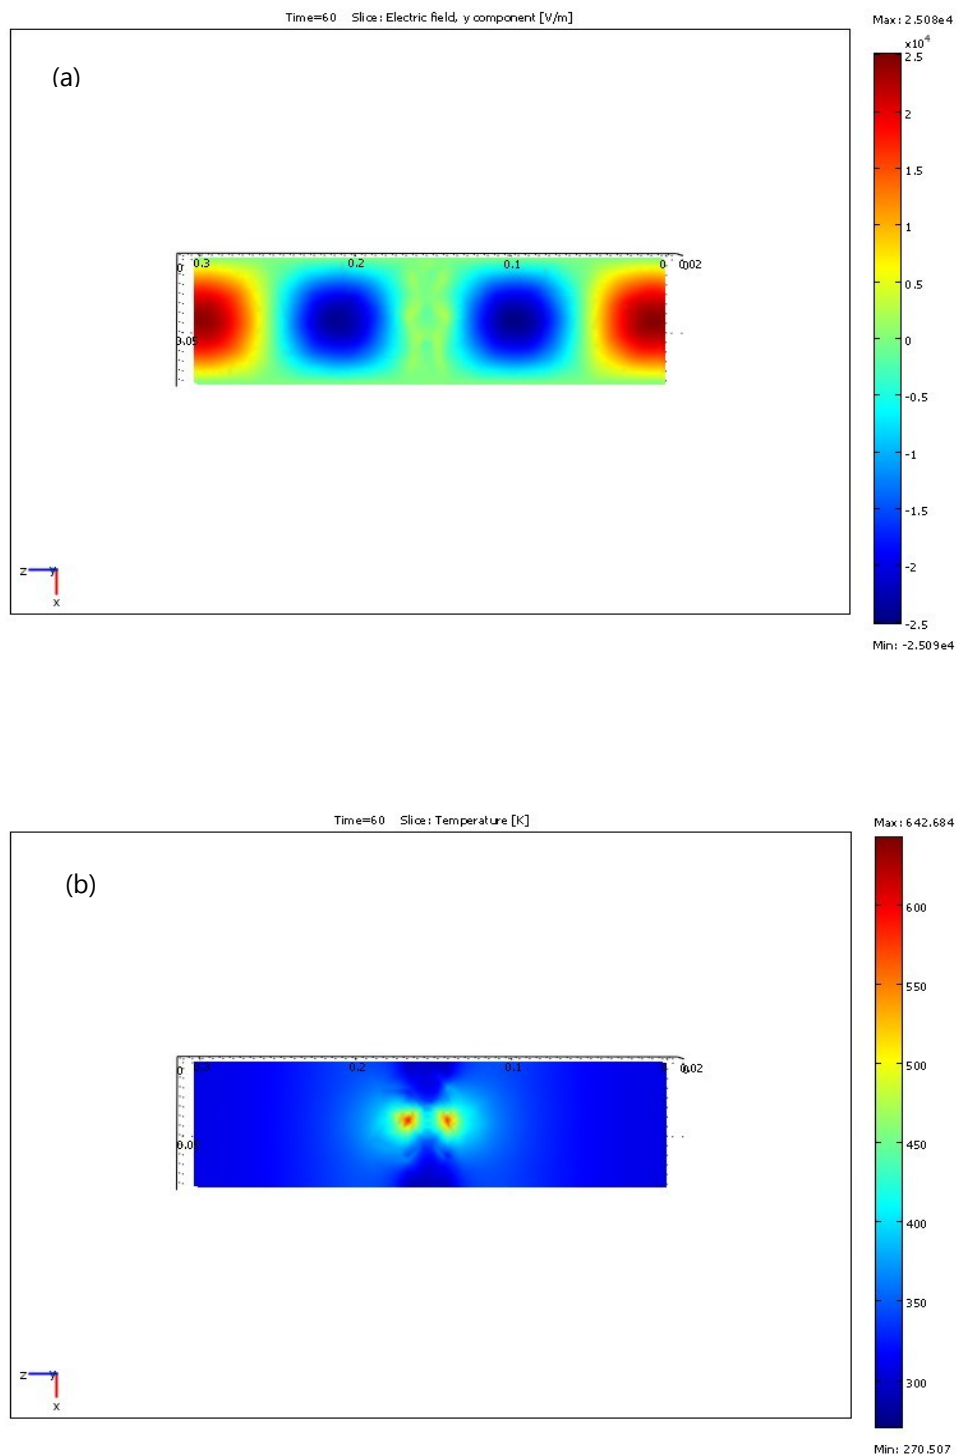 Time=60 Slice: Electric field, y component [V/m]
Max: 2.508e4
x10^4
(a)
2.5
2
1.5
1
0.5
0
-0.5
-1
-1.5
-2
-2.5
0 0.3 0.2 0.1 0 0.02
z y
x
Min: -2.509e4
Time=60 Slice: Temperature [K]
Max: 642.684
(b)
600
550
500
450
400
350
300
0 0.3 0.2 0.1 0.02
z y
x
Min: 270.507